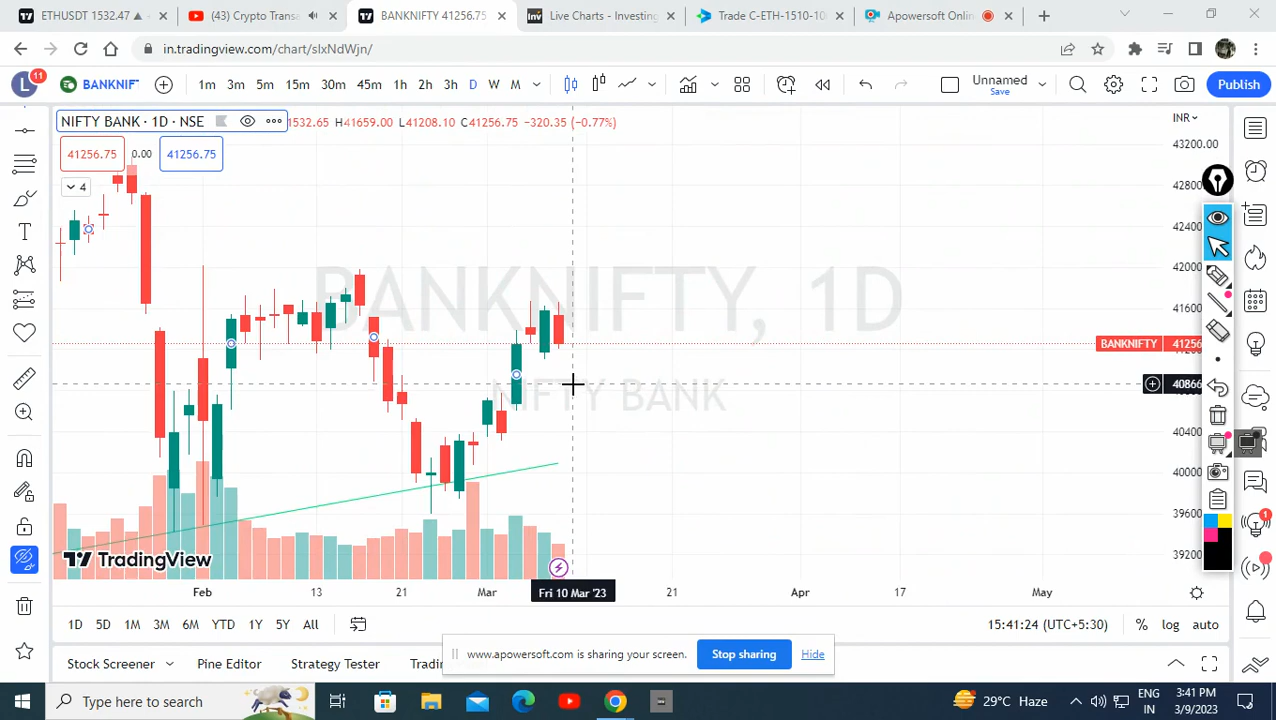 ETHUSDT 1532.47
(43) Crypto Transa
BANKNIFTY 41256.75
Live Charts - Investing
Trade C-ETH-1510-10
Apowersoft Onlin
in.tradingview.com/chart/slxNdWjn/
L 11 BANKNIF 1m 3m 5m 15m 30m 45m 1h 2h 3h D W M Unnamed Save Publish
NIFTY BANK · 1D · NSE 1532.65 H41659.00 L41208.10 C41256.75 −320.35 (−0.77%) INR
41256.75 0.00 41256.75
4
43200.00
42800
42400
42000
41600
BANKNIFTY 41256
40866
40400
40000
39600
39200
BANKNIFTY, 1D
NIFTY BANK
TradingView
Feb 13 21 Mar Fri 10 Mar '23 21 Apr 17 May
1D 5D 1M 3M 6M YTD 1Y 5Y All 15:41:24 (UTC+5:30) % log auto
Stock Screener Pine Editor Strategy Tester Trading
www.apowersoft.com is sharing your screen. Stop sharing Hide
Type here to search
29°C Haze
ENG
IN
3:41 PM
3/9/2023